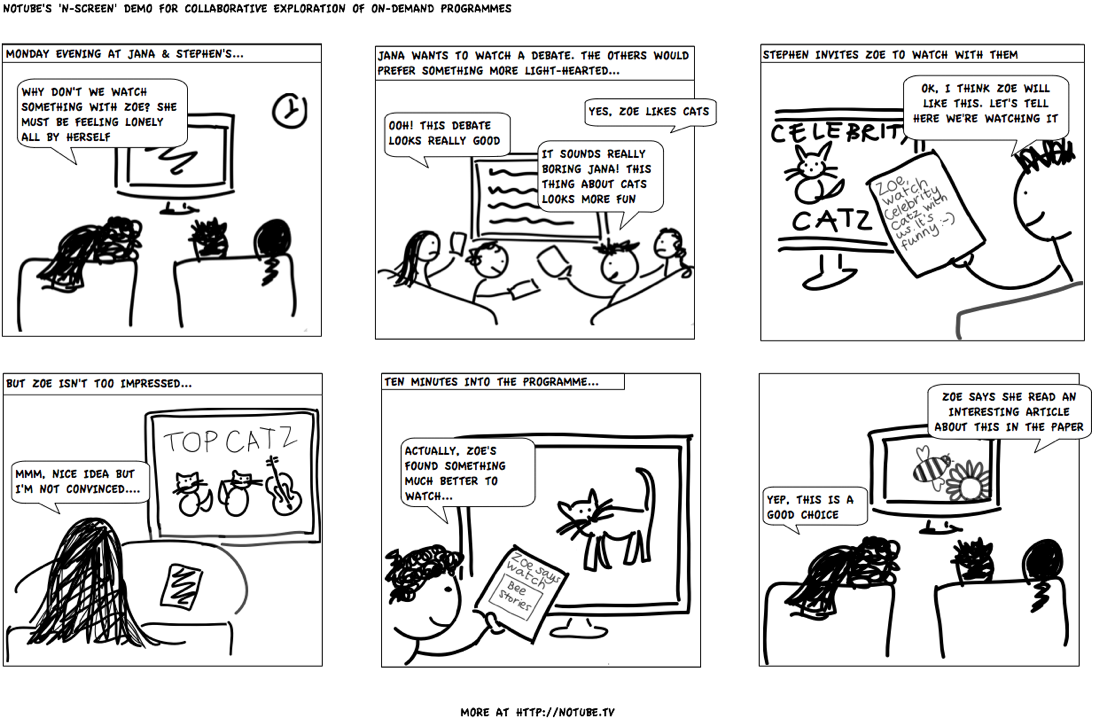 NOTUBE'S 'N-SCREEN' DEMO FOR COLLABORATIVE EXPLORATION OF ON-DEMAND PROGRAMMES
MONDAY EVENING AT JANA & STEPHEN'S...
WHY DON'T WE WATCH
SOMETHING WITH ZOE? SHE
MUST BE FEELING LONELY
ALL BY HERSELF
JANA WANTS TO WATCH A DEBATE. THE OTHERS WOULD
PREFER SOMETHING MORE LIGHT-HEARTED...
OOH! THIS DEBATE
LOOKS REALLY GOOD
YES, ZOE LIKES CATS
IT SOUNDS REALLY
BORING JANA! THIS
THING ABOUT CATS
LOOKS MORE FUN
STEPHEN INVITES ZOE TO WATCH WITH THEM
OK, I THINK ZOE WILL
LIKE THIS. LET'S TELL
HERE WE'RE WATCHING IT
CELEBRITY
CATZ
Zoe,
watch
Celebrity
Catz with
us. It's
funny :-)
BUT ZOE ISN'T TOO IMPRESSED...
TOP CATZ
MMM, NICE IDEA BUT
I'M NOT CONVINCED....
TEN MINUTES INTO THE PROGRAMME...
ACTUALLY, ZOE'S
FOUND SOMETHING
MUCH BETTER TO
WATCH...
Zoe says
watch
Bee
Stories
ZOE SAYS SHE READ AN
INTERESTING ARTICLE
ABOUT THIS IN THE PAPER
YEP, THIS IS A
GOOD CHOICE
MORE AT HTTP://NOTUBE.TV